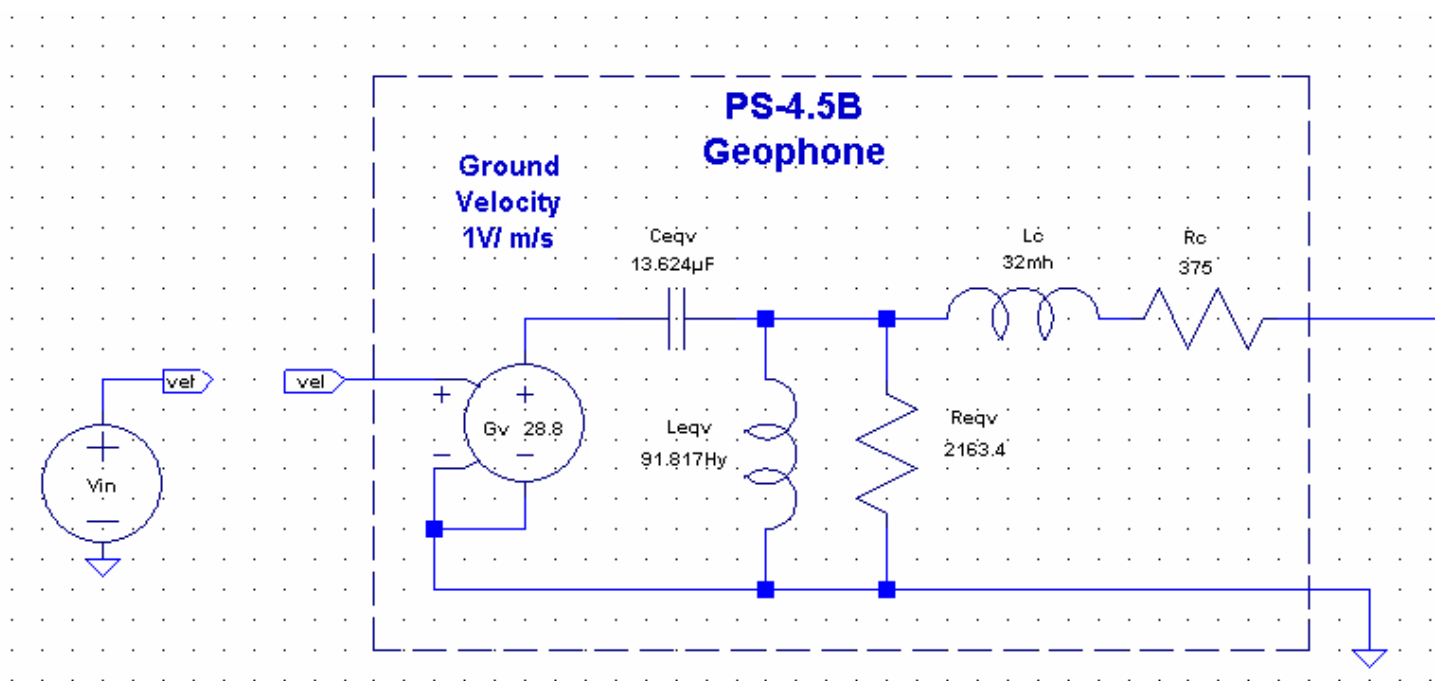 PS-4.5B
Geophone
Ground
Velocity
1V/ m/s
Ceqv
13.624µF
Lc
32mh
Rc
375
vel
vel
+
+
Gv 28.8
−
−
Leqv
91.817Hy
Reqv
2163.4
+
Vin
−